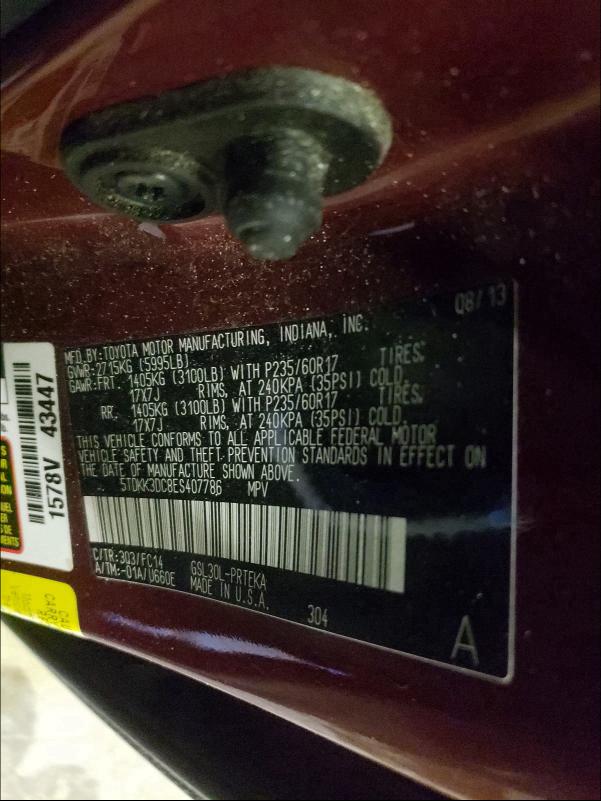 08/13
MFD.BY:TOYOTA MOTOR MANUFACTURING, INDIANA, INC.
GVWR:2715KG (5995LB)
GAWR:FRT. 1405KG (3100LB) WITH P235/60R17 TIRES,
17X7J RIMS, AT 240KPA (35PSI) COLD.
RR. 1405KG (3100LB) WITH P235/60R17 TIRES,
17X7J RIMS, AT 240KPA (35PSI) COLD.
THIS VEHICLE CONFORMS TO ALL APPLICABLE FEDERAL MOTOR
VEHICLE SAFETY AND THEFT PREVENTION STANDARDS IN EFFECT ON
THE DATE OF MANUFACTURE SHOWN ABOVE.
5TDKK3DC8ES407786 MPV
C/TR:3Q3/FC14 GSL30L-PRTEKA
A/TM:-01A/U660E MADE IN U.S.A.
304
A
1578V 43447